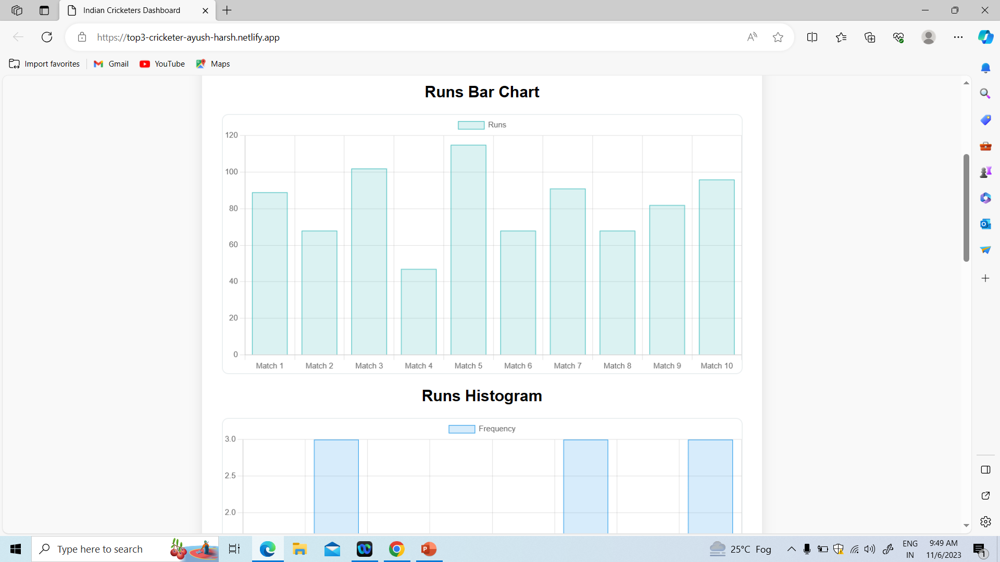 Indian Cricketers Dashboard
https://top3-cricketer-ayush-harsh.netlify.app
Import favorites
Gmail
YouTube
Maps
Runs Bar Chart
Runs
120
100
80
60
40
20
0
Match 1 Match 2 Match 3 Match 4 Match 5 Match 6 Match 7 Match 8 Match 9 Match 10
Runs Histogram
Frequency
3.0
2.5
2.0
Type here to search
25°C Fog
ENG
IN
9:49 AM
11/6/2023
1